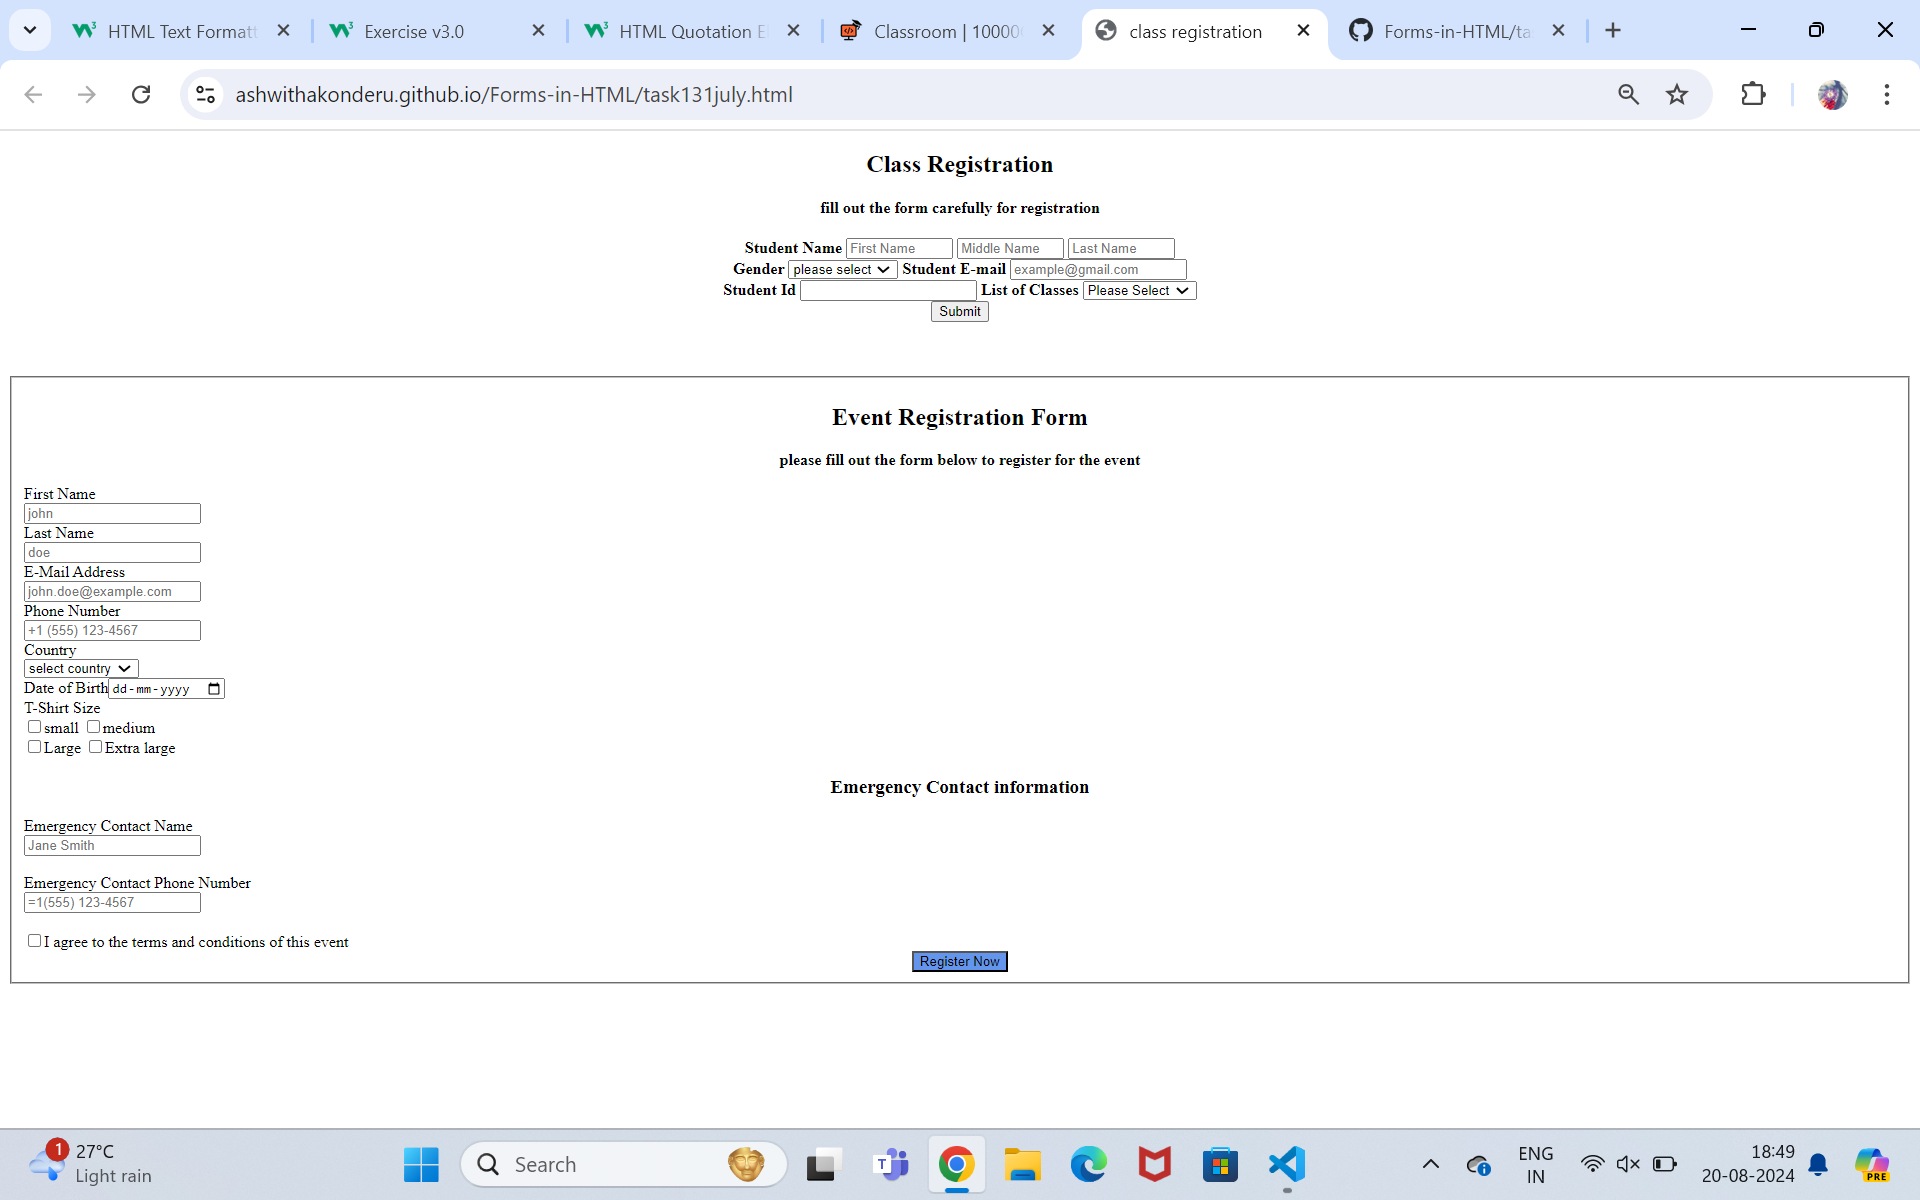 HTML Text Formatt
Exercise v3.0
HTML Quotation E
Classroom | 10000
class registration
Forms-in-HTML/ta
ashwithakonderu.github.io/Forms-in-HTML/task131july.html
Class Registration
fill out the form carefully for registration
Student Name First Name Middle Name Last Name
Gender please select Student E-mail example@gmail.com
Student Id List of Classes Please Select
Submit
Event Registration Form
please fill out the form below to register for the event
First Name
john
Last Name
doe
E-Mail Address
john.doe@example.com
Phone Number
+1 (555) 123-4567
Country
select country
Date of Birth dd-mm-yyyy
T-Shirt Size
small medium
Large Extra large
Emergency Contact information
Emergency Contact Name
Jane Smith
Emergency Contact Phone Number
=1(555) 123-4567
I agree to the terms and conditions of this event
Register Now
1
27°C
Light rain
Search
T
ENG
IN
18:49
20-08-2024
PRE